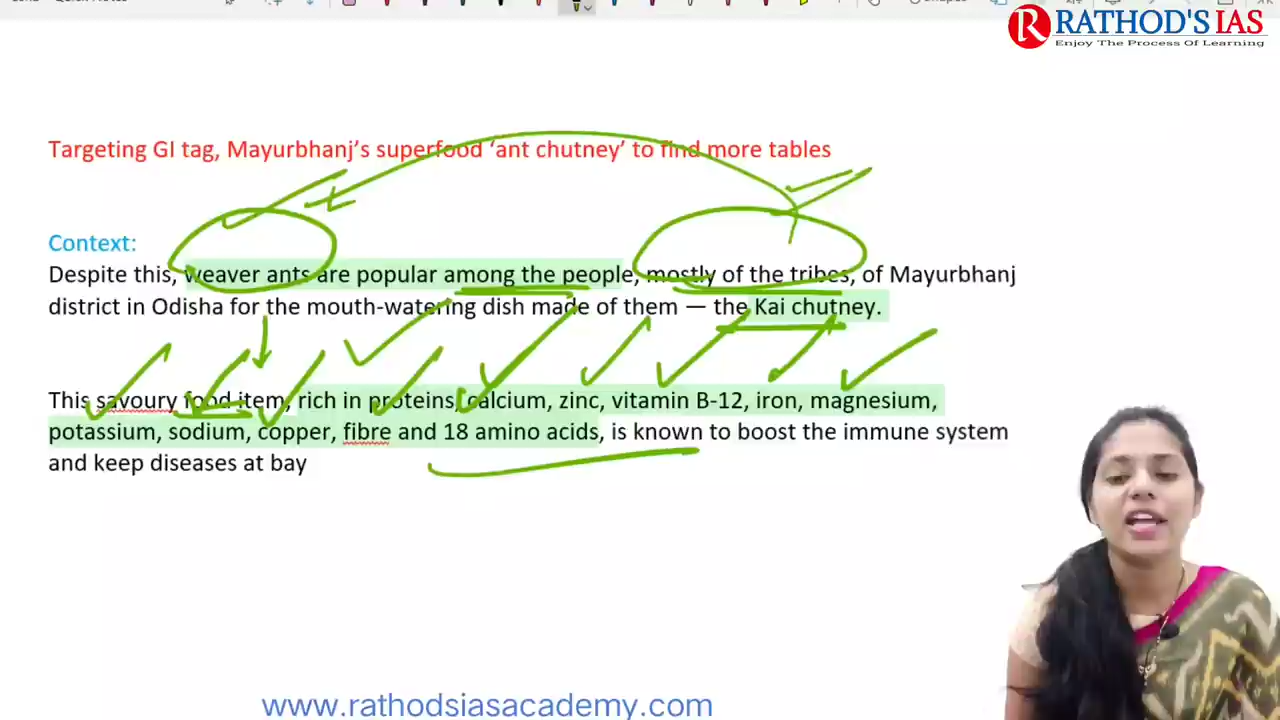 RATHOD'S IAS
Enjoy The Process Of Learning
Targeting GI tag, Mayurbhanj's superfood 'ant chutney' to find more tables
Context:
Despite this, weaver ants are popular among the people, mostly of the tribes, of Mayurbhanj
district in Odisha for the mouth-watering dish made of them — the Kai chutney.
This savoury food item, rich in proteins, calcium, zinc, vitamin B-12, iron, magnesium,
potassium, sodium, copper, fibre and 18 amino acids, is known to boost the immune system
and keep diseases at bay
www.rathodsiasacademy.com